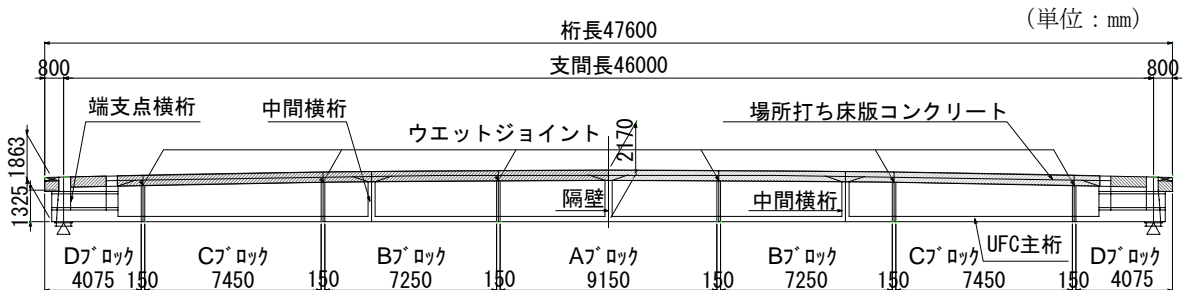 (単位：mm)
桁長47600
800
支間長46000
800
端支点横桁
中間横桁
ウエットジョイント
2170
場所打ち床版コンクリート
1863
1325
隔壁
中間横桁
UFC主桁
Dブロック Cブロック Bブロック Aブロック Bブロック Cブロック Dブロック
4075 150 7450 150 7250 150 9150 150 7250 150 7450 150 4075